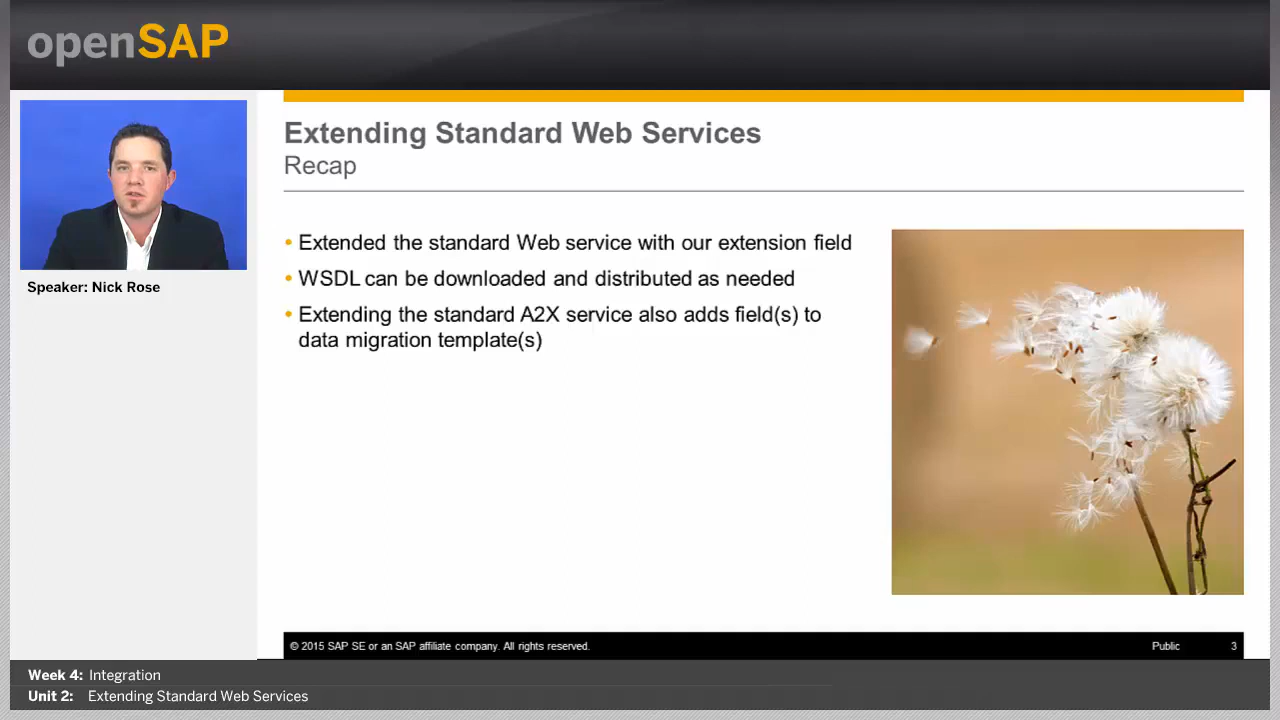 openSAP
Extending Standard Web Services
Recap
• Extended the standard Web service with our extension field
• WSDL can be downloaded and distributed as needed
• Extending the standard A2X service also adds field(s) to
data migration template(s)
Speaker: Nick Rose
© 2015 SAP SE or an SAP affiliate company. All rights reserved. Public 3
Week 4: Integration
Unit 2: Extending Standard Web Services